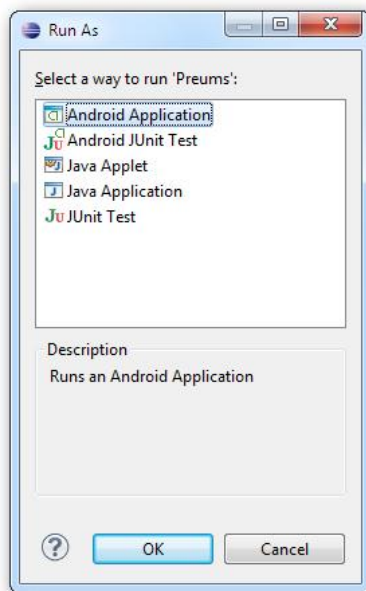 Run As
Select a way to run 'Preums':
Android Application
Android JUnit Test
Java Applet
Java Application
JUnit Test
Description
Runs an Android Application
OK
Cancel